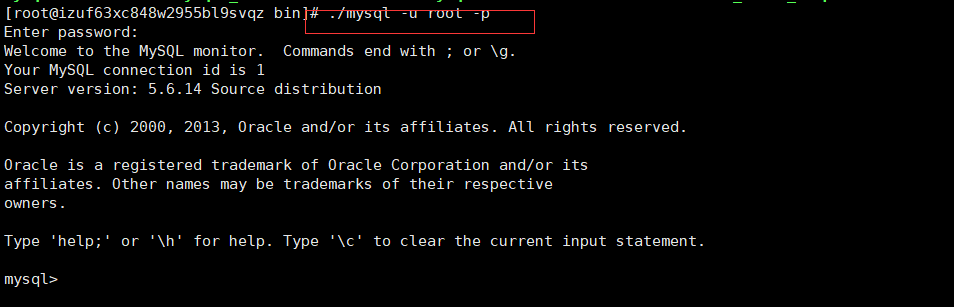 [root@izuf63xc848w2955bl9svqz bin]# ./mysql -u root -p
Enter password:
Welcome to the MySQL monitor.  Commands end with ; or \g.
Your MySQL connection id is 1
Server version: 5.6.14 Source distribution
Copyright (c) 2000, 2013, Oracle and/or its affiliates. All rights reserved.
Oracle is a registered trademark of Oracle Corporation and/or its
affiliates. Other names may be trademarks of their respective
owners.
Type 'help;' or '\h' for help. Type '\c' to clear the current input statement.
mysql>